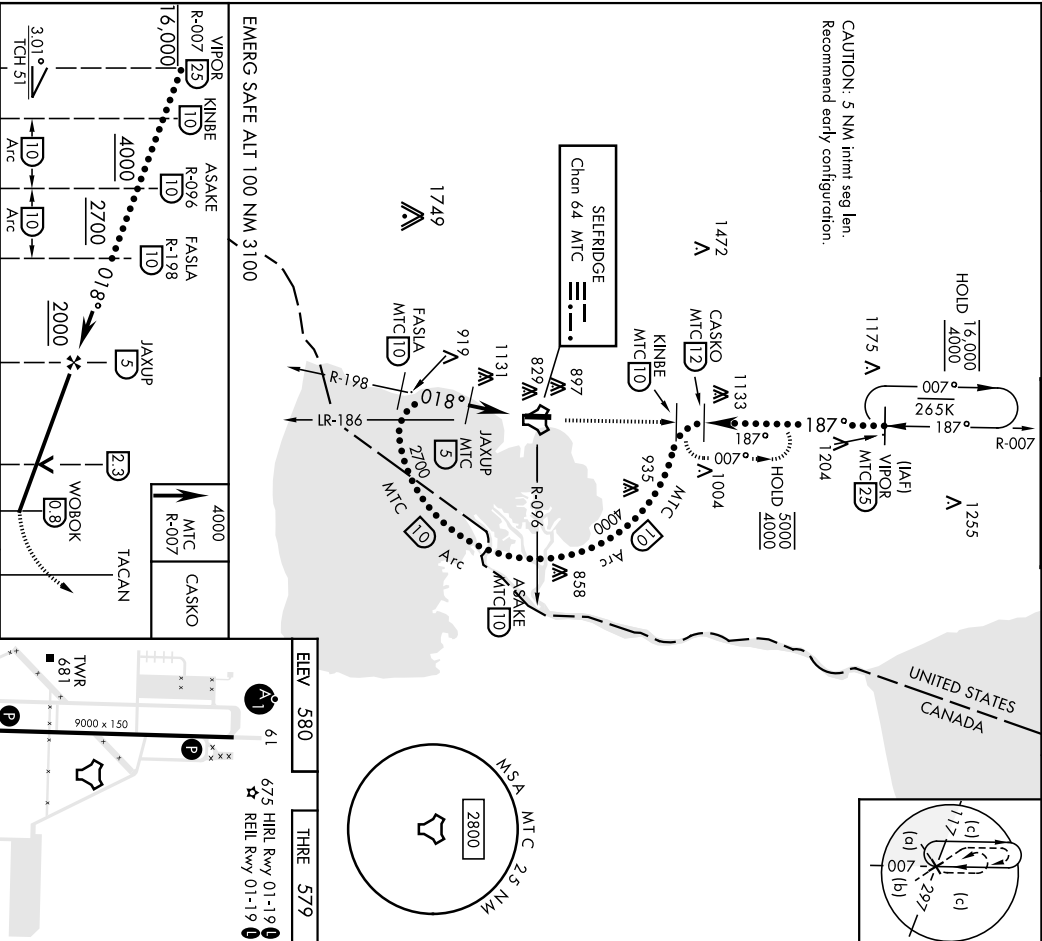 CAUTION: 5 NM intmt seg len.
Recommend early configuration.
HOLD
16,000
4000
007°
265K
187°
R-007
1175
(IAF)
VIPOR
MTC 25
1204
1255
187°
187°
007°
HOLD
5000
4000
1472
1133
1004
CASKO
MTC 12
KINBE
MTC 10
935
MTC
10
Arc
4000
SELFRIDGE
Chan 64 MTC
897
829
R-096
858
ASAKE
MTC 10
1749
1131
919
018°
JAXUP
MTC
5
FASLA
MTC 10
R-198
LR-186
2700
MTC
10
Arc
UNITED STATES
CANADA
EMERG SAFE ALT 100 NM 3100
(c)
117
(a)
007
(b)
297
(c)
MSA MTC 25 NM
2800
VIPOR
R-007 25
16,000
KINBE
10
ASAKE
R-096
10
FASLA
R-198
10
4000
2700
018°
2000
JAXUP
5
2.3
WOBOK
0.8
TACAN
3.01°
TCH 51
10
Arc
10
Arc
4000
MTC
R-007
CASKO
ELEV 580
THRE 579
A1
6L
675 HIRL Rwy 01-19 L
REIL Rwy 01-19 L
TWR
681
9000 x 150
P
P